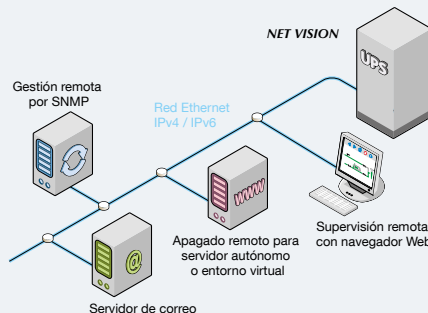 NET VISION
UPS
Gestión remota
por SNMP
Red Ethernet
IPv4 / IPv6
WWW
@
Apagado remoto para
servidor autónomo
o entorno virtual
Supervisión remota
con navegador Web
Servidor de correo